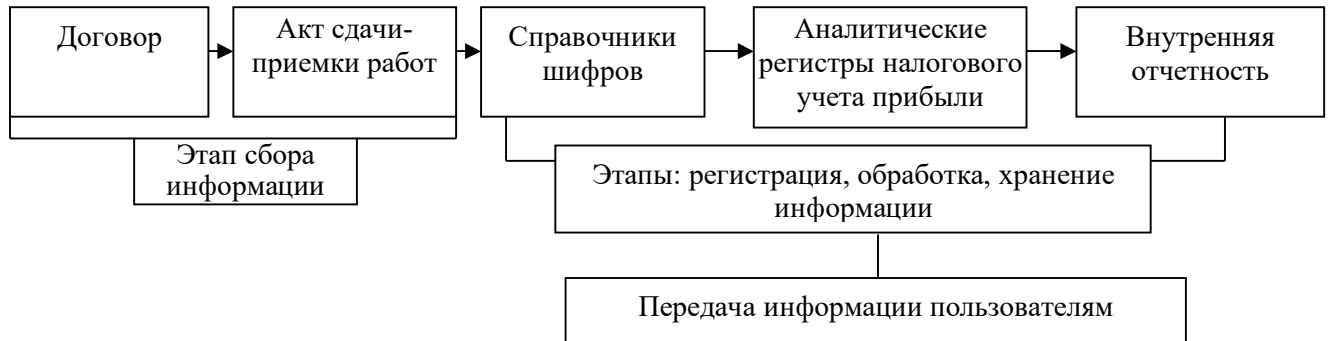 Договор
Акт сдачи-
приемки работ
Справочники
шифров
Аналитические
регистры налогового
учета прибыли
Внутренняя
отчетность
Этап сбора
информации
Этапы: регистрация, обработка, хранение
информации
Передача информации пользователям